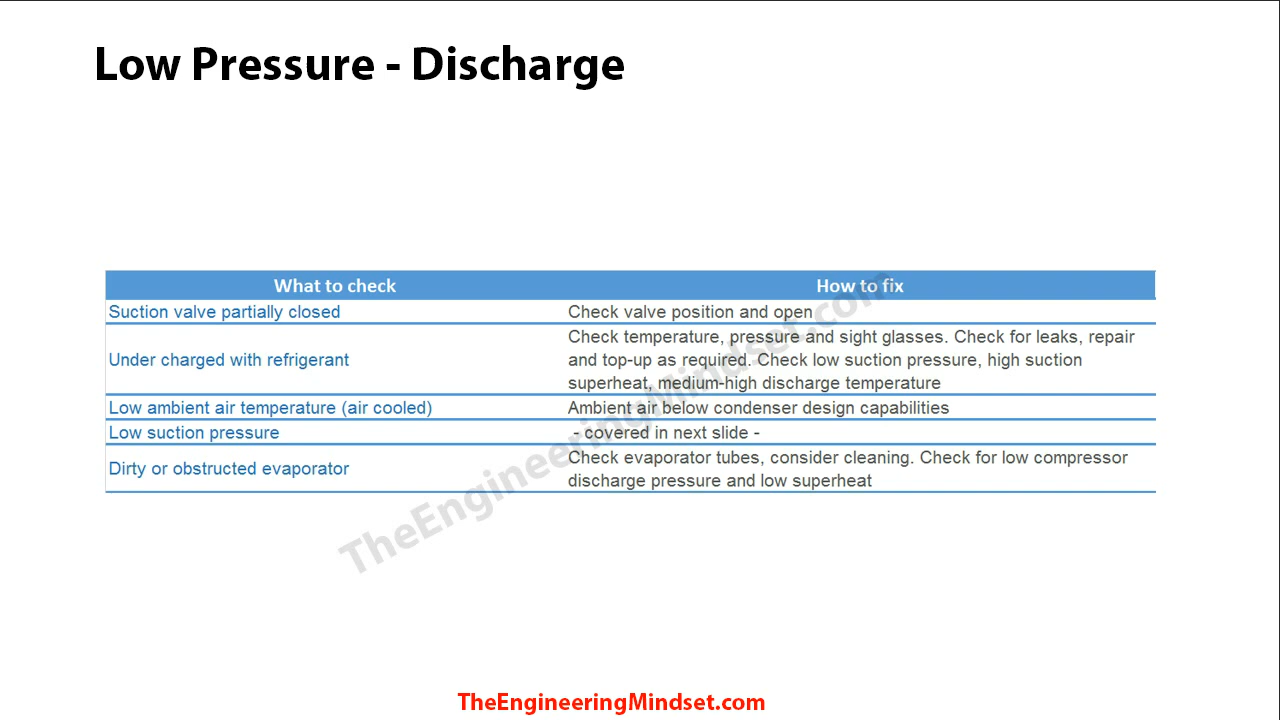 Low Pressure - Discharge
What to check How to fix
Suction valve partially closed Check valve position and open
Under charged with refrigerant Check temperature, pressure and sight glasses. Check for leaks, repair
and top-up as required. Check low suction pressure, high suction
superheat, medium-high discharge temperature
Low ambient air temperature (air cooled) Ambient air below condenser design capabilities
Low suction pressure - covered in next slide -
Dirty or obstructed evaporator Check evaporator tubes, consider cleaning. Check for low compressor
discharge pressure and low superheat
TheEngineeringMindset.com
TheEngineeringMindset.com